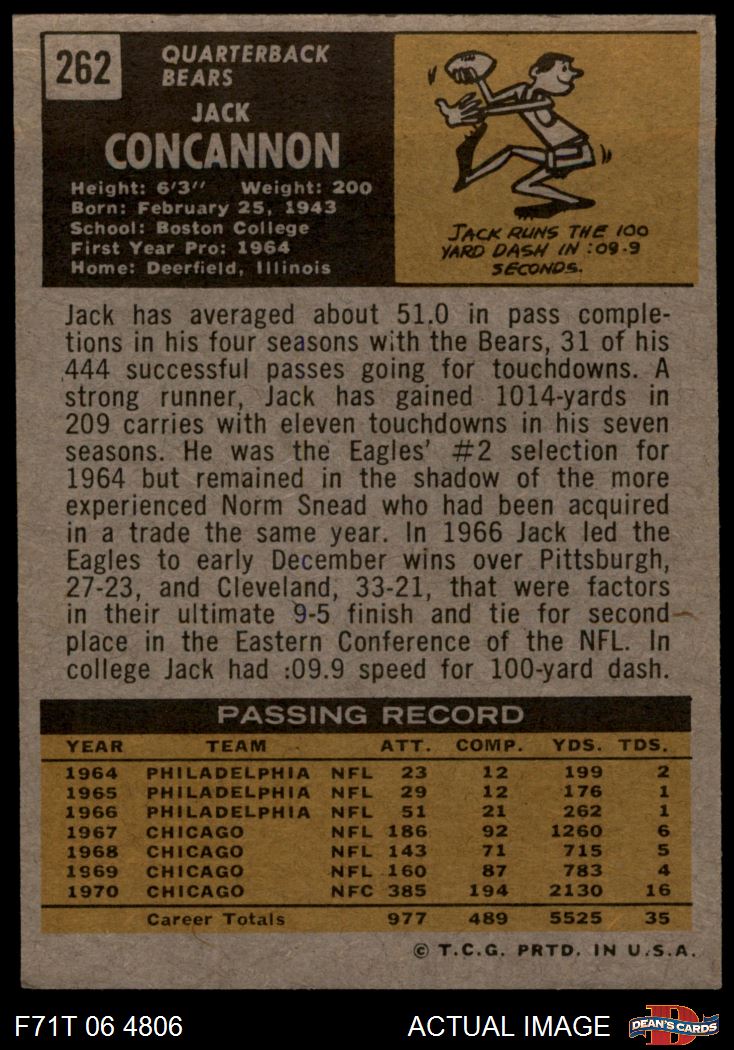 262
QUARTERBACK
BEARS
JACK
CONCANNON
Height: 6'3" Weight: 200
Born: February 25, 1943
School: Boston College
First Year Pro: 1964
Home: Deerfield, Illinois
JACK RUNS THE 100
YARD DASH IN :09.9
SECONDS.
Jack has averaged about 51.0 in pass comple-
tions in his four seasons with the Bears, 31 of his
444 successful passes going for touchdowns. A
strong runner, Jack has gained 1014-yards in
209 carries with eleven touchdowns in his seven
seasons. He was the Eagles' #2 selection for
1964 but remained in the shadow of the more
experienced Norm Snead who had been acquired
in a trade the same year. In 1966 Jack led the
Eagles to early December wins over Pittsburgh,
27-23, and Cleveland, 33-21, that were factors
in their ultimate 9-5 finish and tie for second
place in the Eastern Conference of the NFL. In
college Jack had :09.9 speed for 100-yard dash.
PASSING RECORD
YEAR TEAM ATT. COMP. YDS. TDS.
1964 PHILADELPHIA NFL 23 12 199 2
1965 PHILADELPHIA NFL 29 12 176 1
1966 PHILADELPHIA NFL 51 21 262 1
1967 CHICAGO NFL 186 92 1260 6
1968 CHICAGO NFL 143 71 715 5
1969 CHICAGO NFL 160 87 783 4
1970 CHICAGO NFC 385 194 2130 16
Career Totals 977 489 5525 35
© T.C.G. PRTD. IN U.S.A.
F71T 06 4806 ACTUAL IMAGE D DEAN'S CARDS